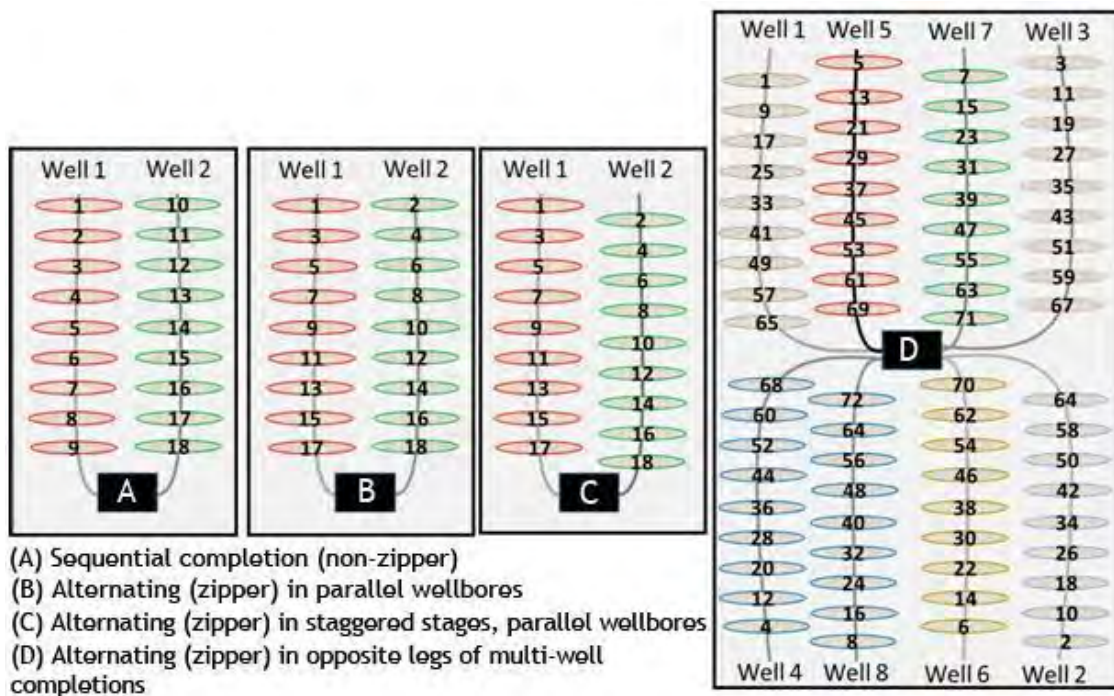 Well 1 Well 2
1 10
2 11
3 12
4 13
5 14
6 15
7 16
8 17
9 18
A
Well 1 Well 2
1 2
3 4
5 6
7 8
9 10
11 12
13 14
15 16
17 18
B
Well 1 Well 2
1 2
3 4
5 6
7 8
9 10
11 12
13 14
15 16
17 18
C
(A) Sequential completion (non-zipper)
(B) Alternating (zipper) in parallel wellbores
(C) Alternating (zipper) in staggered stages, parallel wellbores
(D) Alternating (zipper) in opposite legs of multi-well
completions
Well 1 Well 5 Well 7 Well 3
1 5 7 3
9 13 15 11
17 21 23 19
25 29 31 27
33 37 39 35
41 45 47 43
49 53 55 51
57 61 63 59
65 69 71 67
D
68 72 70 64
60 64 62 58
52 56 54 50
44 48 46 42
36 40 38 34
28 32 30 26
20 24 22 18
12 16 14 10
4 8 6 2
Well 4 Well 8 Well 6 Well 2